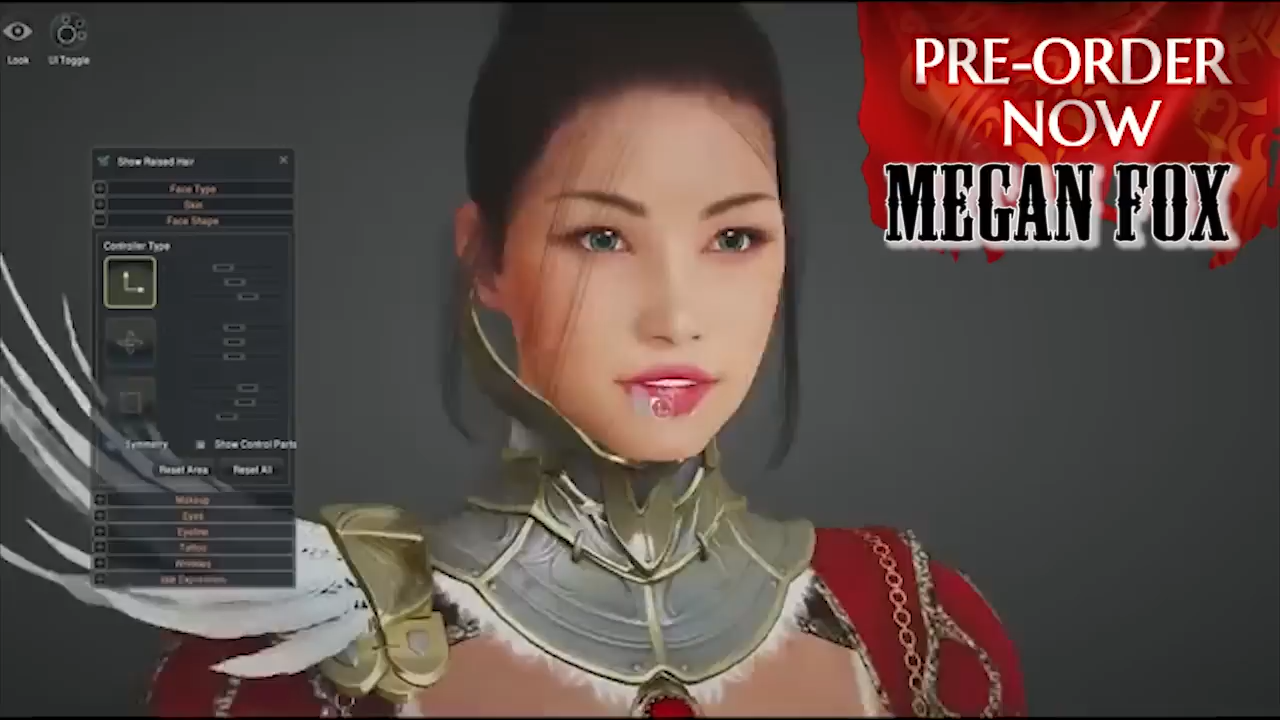 Look
UI Toggle
PRE-ORDER
NOW
MEGAN FOX
Show Raised Hair
Face Type
Skin
Face Shape
Controller Type
Symmetry
Show Control Parts
Reset Area
Reset All
Makeup
Eyes
Eyeline
Tattoo
Wrinkles
Expression